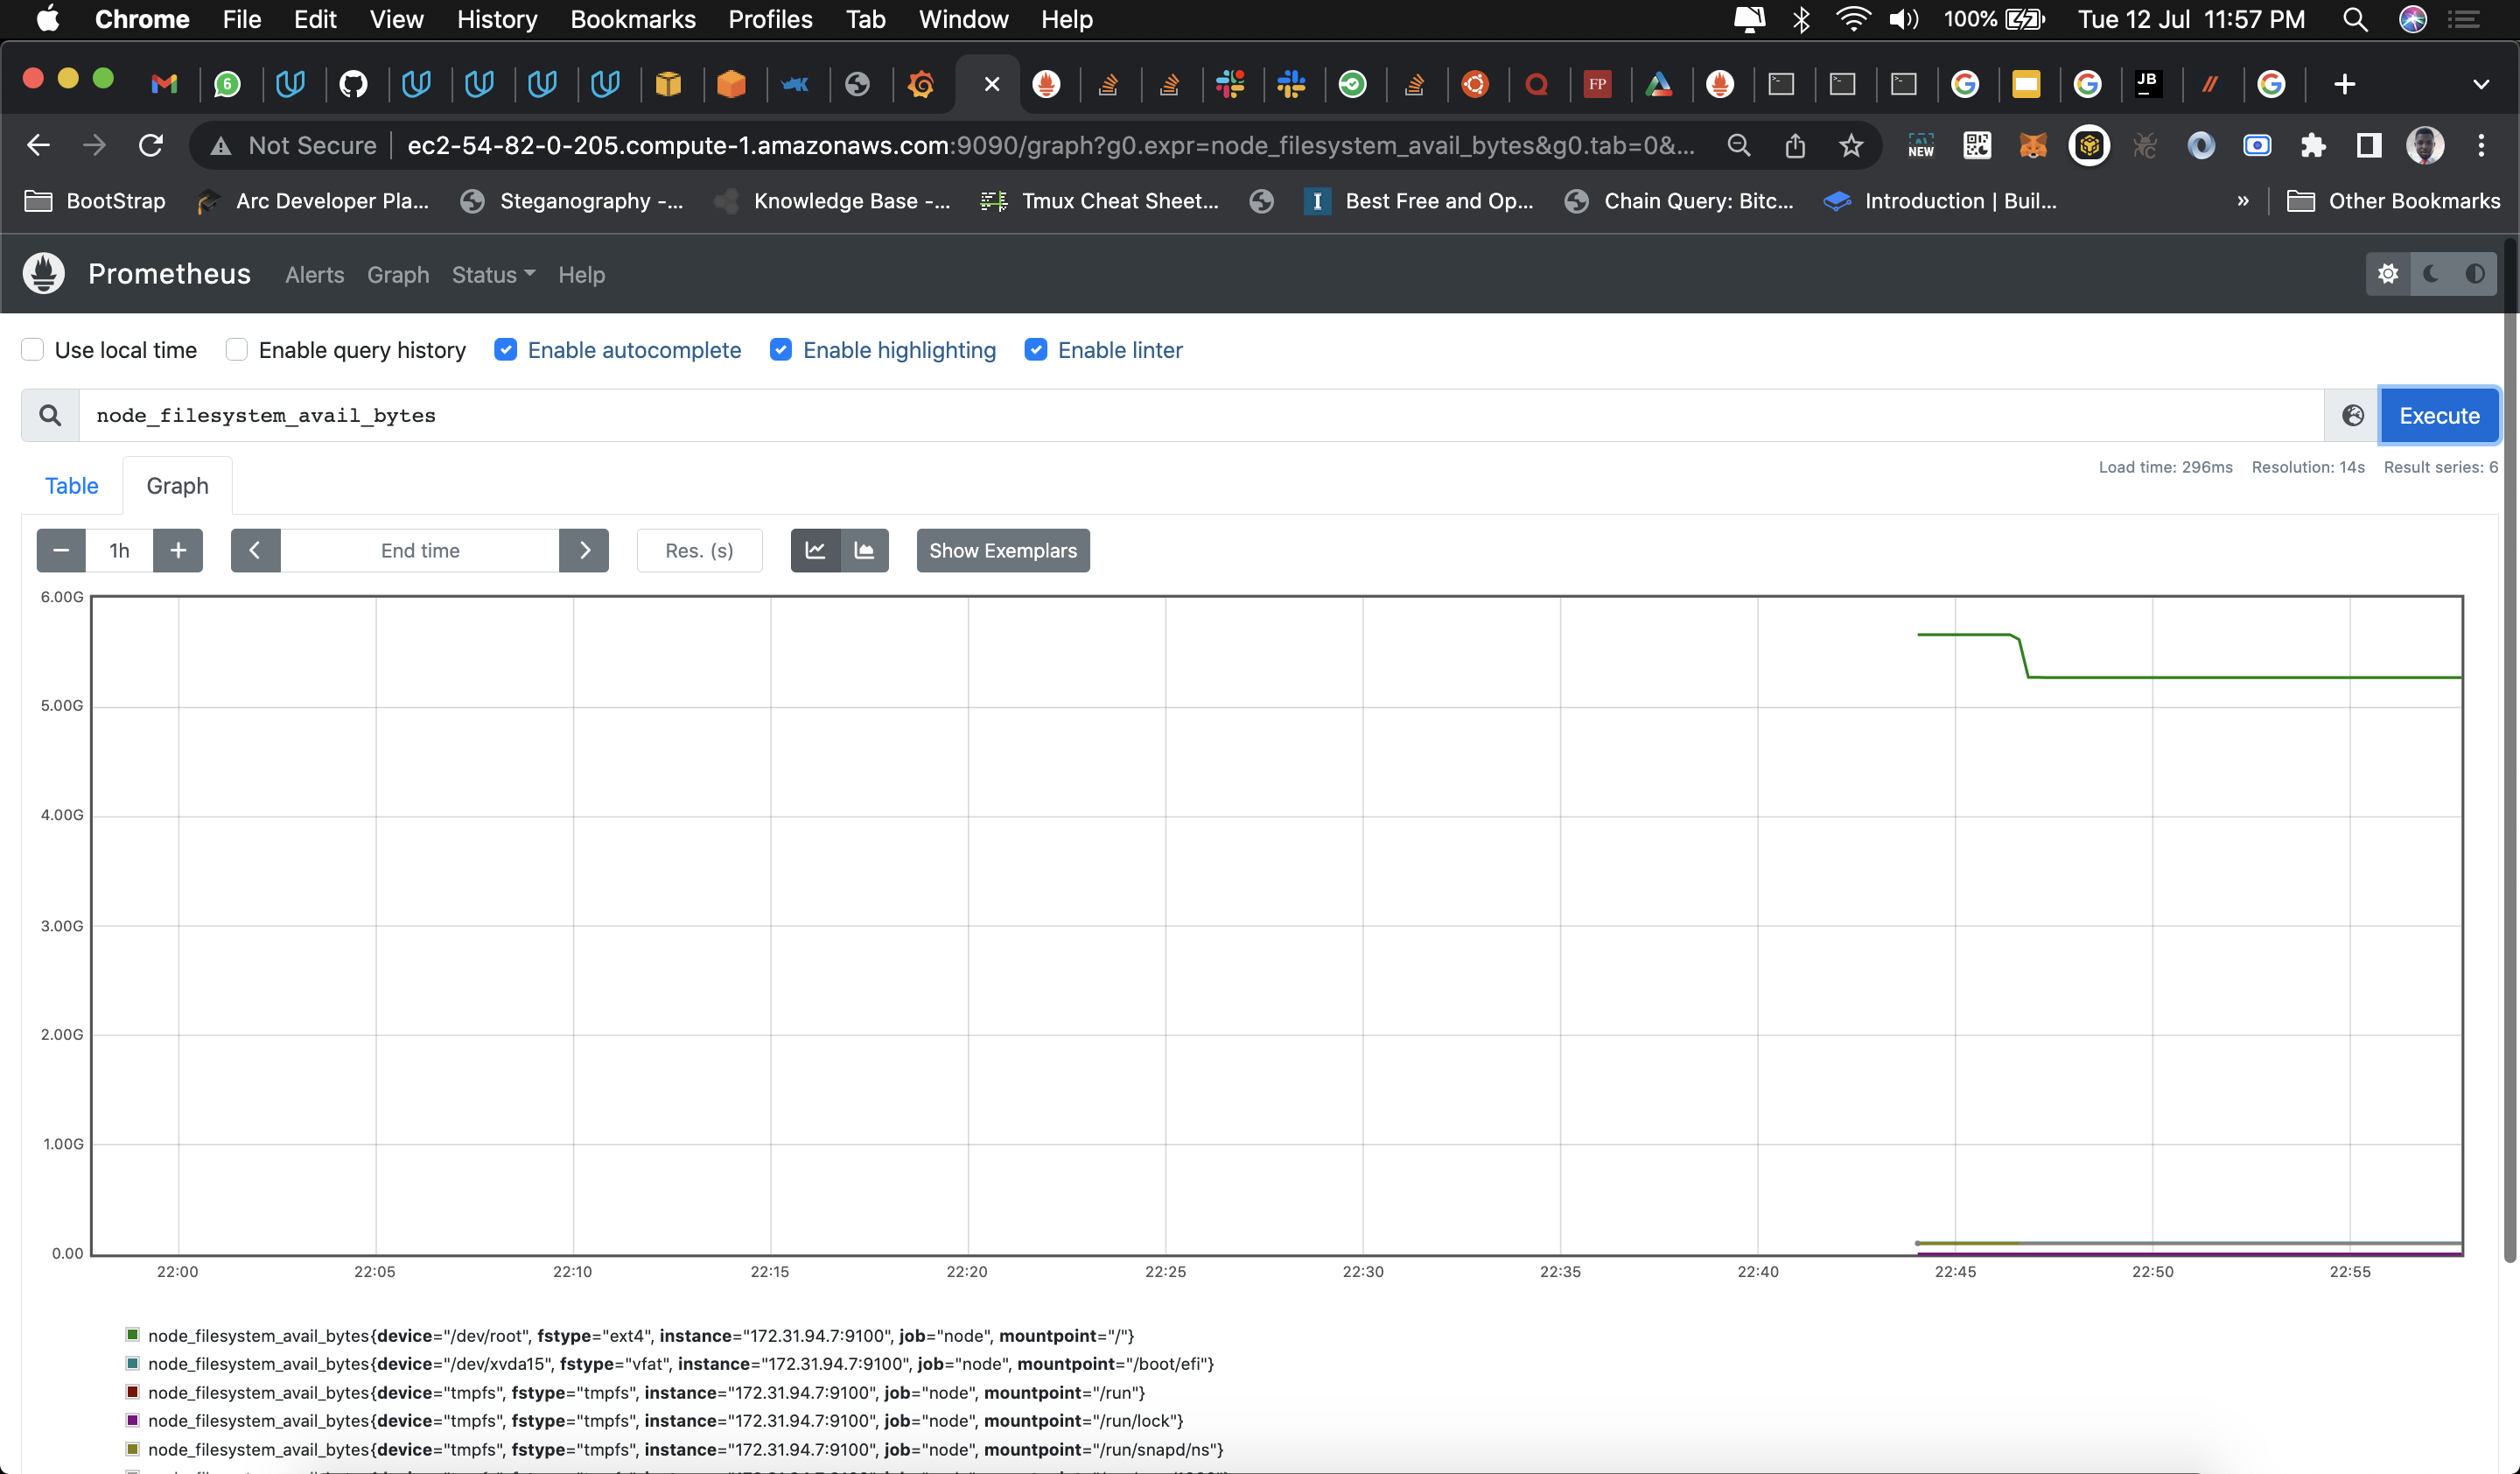 Chrome File Edit View History Bookmarks Profiles Tab Window Help 100% Tue 12 Jul 11:57 PM
6 FP JB
Not Secure ec2-54-82-0-205.compute-1.amazonaws.com:9090/graph?g0.expr=node_filesystem_avail_bytes&g0.tab=0&... NEW
BootStrap Arc Developer Pla... Steganography -... Knowledge Base -... Tmux Cheat Sheet... I Best Free and Op... Chain Query: Bitc... Introduction | Buil... » Other Bookmarks
Prometheus Alerts Graph Status Help
Use local time Enable query history Enable autocomplete Enable highlighting Enable linter
node_filesystem_avail_bytes Execute
Load time: 296ms Resolution: 14s Result series: 6
Table Graph
− 1h + End time Res. (s) Show Exemplars
6.00G
5.00G
4.00G
3.00G
2.00G
1.00G
0.00
22:00 22:05 22:10 22:15 22:20 22:25 22:30 22:35 22:40 22:45 22:50 22:55
node_filesystem_avail_bytes{device="/dev/root", fstype="ext4", instance="172.31.94.7:9100", job="node", mountpoint="/"}
node_filesystem_avail_bytes{device="/dev/xvda15", fstype="vfat", instance="172.31.94.7:9100", job="node", mountpoint="/boot/efi"}
node_filesystem_avail_bytes{device="tmpfs", fstype="tmpfs", instance="172.31.94.7:9100", job="node", mountpoint="/run"}
node_filesystem_avail_bytes{device="tmpfs", fstype="tmpfs", instance="172.31.94.7:9100", job="node", mountpoint="/run/lock"}
node_filesystem_avail_bytes{device="tmpfs", fstype="tmpfs", instance="172.31.94.7:9100", job="node", mountpoint="/run/snapd/ns"}